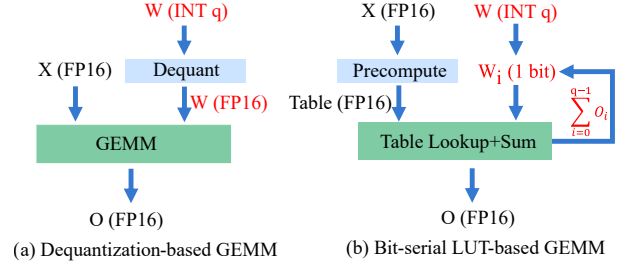 W (INT q)
X (FP16)
Dequant
W (FP16)
GEMM
O (FP16)
(a) Dequantization-based GEMM
X (FP16)
W (INT q)
Precompute
W_i (1 bit)
Table (FP16)
\sum_{i=0}^{q-1} O_i
Table Lookup+Sum
O (FP16)
(b) Bit-serial LUT-based GEMM